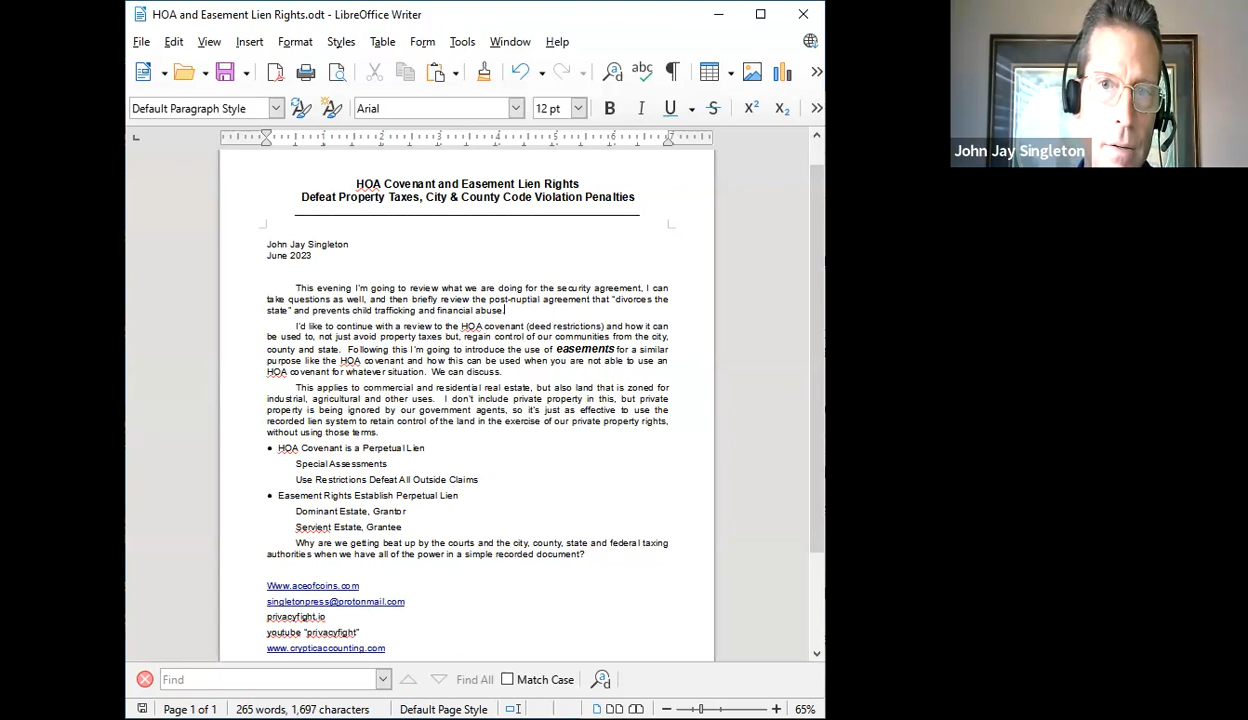 HOA and Easement Lien Rights.odt - LibreOffice Writer
File Edit View Insert Format Styles Table Form Tools Window Help
Default Paragraph Style
Arial
12 pt
HOA Covenant and Easement Lien Rights
Defeat Property Taxes, City & County Code Violation Penalties
John Jay Singleton
June 2023
This evening I'm going to review what we are doing for the security agreement, I can
take questions as well, and then briefly review the post-nuptial agreement that "divorces the
state" and prevents child trafficking and financial abuse.
I'd like to continue with a review to the HOA covenant (deed restrictions) and how it can
be used to, not just avoid property taxes but, regain control of our communities from the city,
county and state. Following this I'm going to introduce the use of easements for a similar
purpose like the HOA covenant and how this can be used when you are not able to use an
HOA covenant for whatever situation. We can discuss.
This applies to commercial and residential real estate, but also land that is zoned for
industrial, agricultural and other uses. I don't include private property in this, but private
property is being ignored by our government agents, so it's just as effective to use the
recorded lien system to retain control of the land in the exercise of our private property rights,
without using those terms.
● HOA Covenant is a Perpetual Lien
Special Assessments
Use Restrictions Defeat All Outside Claims
● Easement Rights Establish Perpetual Lien
Dominant Estate, Grantor
Servient Estate, Grantee
Why are we getting beat up by the courts and the city, county, state and federal taxing
authorities when we have all of the power in a simple recorded document?
Www.aceofcoins.com
singletonpress@protonmail.com
privacyfight.io
youtube "privacyfight"
www.crypticaccounting.com
Find
Find All
Match Case
Page 1 of 1
265 words, 1,697 characters
Default Page Style
65%
John Jay Singleton